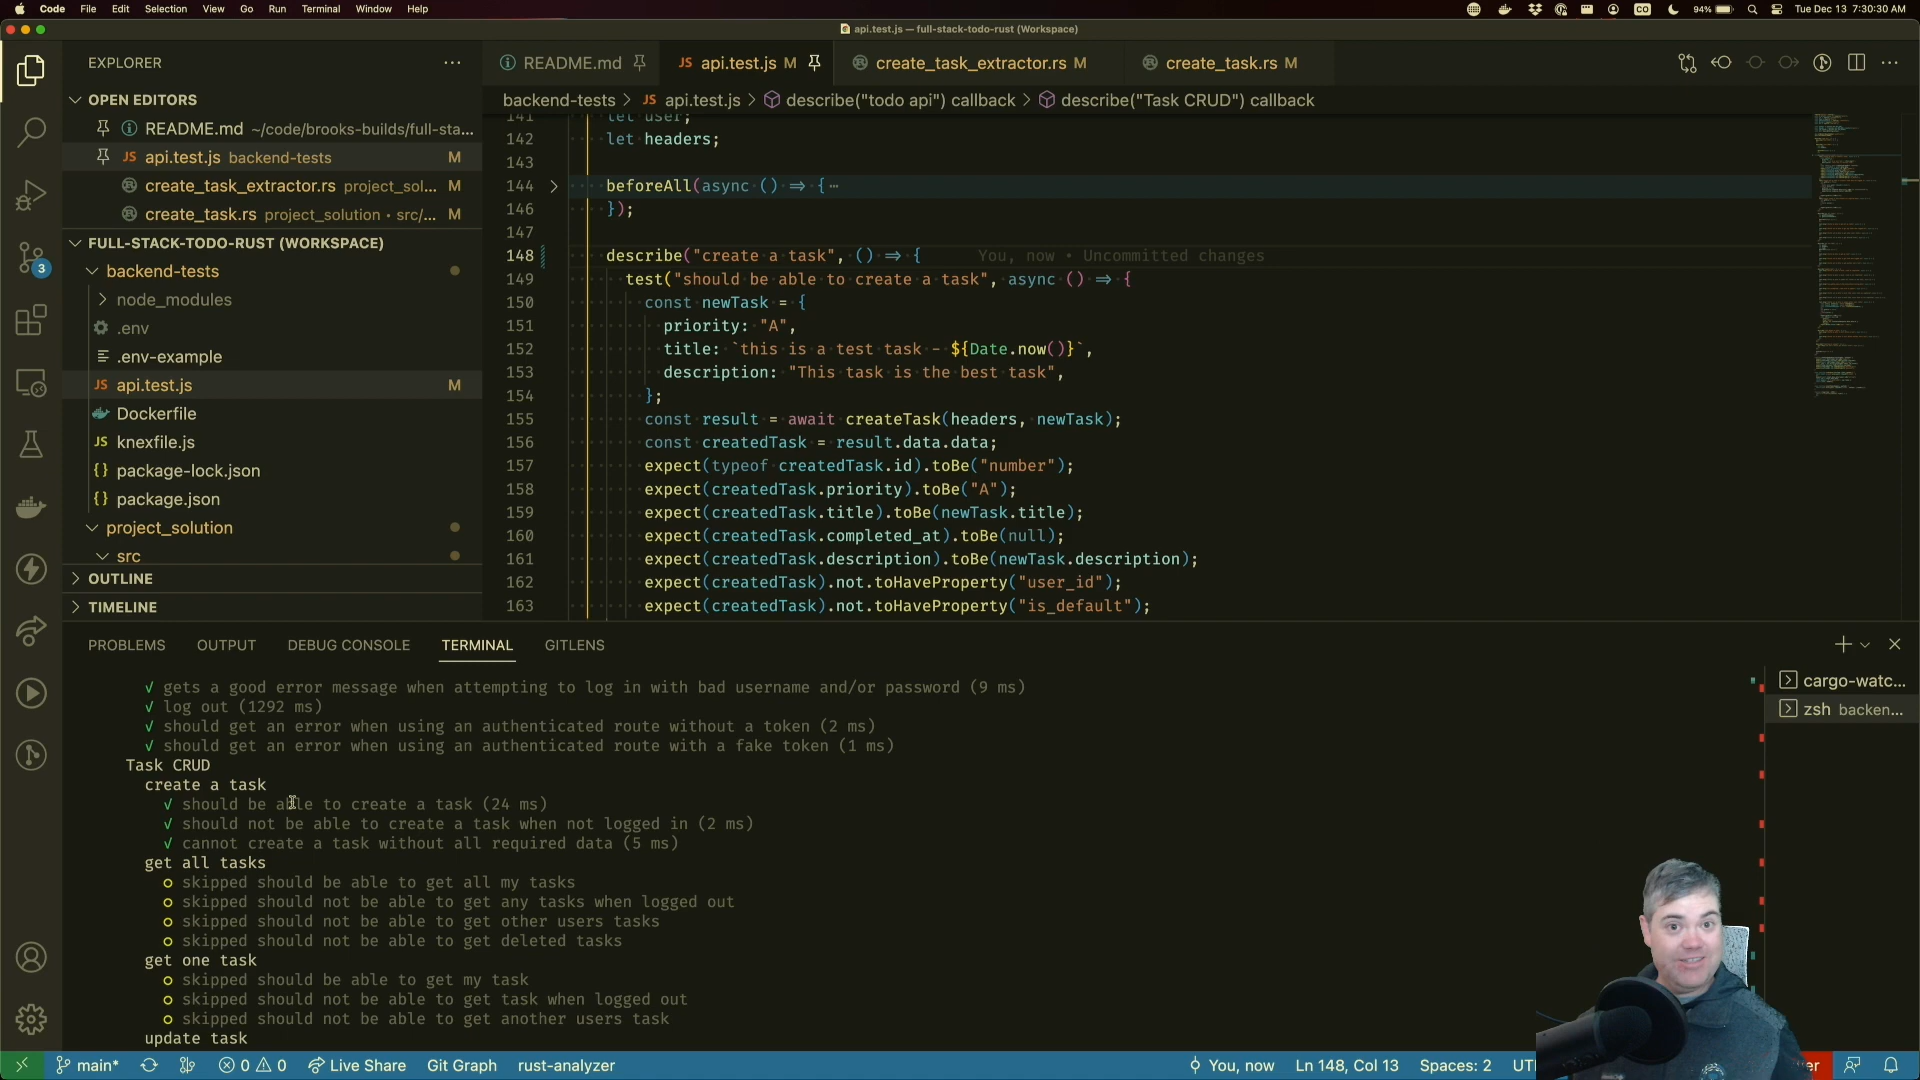 Code File Edit Selection View Go Run Terminal Window Help
CO 94% Tue Dec 13 7:30:30 AM
api.test.js — full-stack-todo-rust (Workspace)
EXPLORER
README.md
JS api.test.js M
create_task_extractor.rs M
create_task.rs M
OPEN EDITORS
README.md ~/code/brooks-builds/full-sta...
JS api.test.js backend-tests M
create_task_extractor.rs project_sol... M
create_task.rs project_solution • src/... M
FULL-STACK-TODO-RUST (WORKSPACE)
backend-tests
node_modules
.env
.env-example
JS api.test.js M
Dockerfile
JS knexfile.js
{} package-lock.json
{} package.json
project_solution
src
OUTLINE
TIMELINE
3
backend-tests > JS api.test.js > describe("todo api") callback > describe("Task CRUD") callback
141 let user;
142 let headers;
143
144 beforeAll(async () => { ⋯
146 });
147
148 describe("create a task", () => { You, now • Uncommitted changes
149 test("should be able to create a task", async () => {
150 const newTask = {
151 priority: "A",
152 title: `this is a test task - ${Date.now()}`,
153 description: "This task is the best task",
154 };
155 const result = await createTask(headers, newTask);
156 const createdTask = result.data.data;
157 expect(typeof createdTask.id).toBe("number");
158 expect(createdTask.priority).toBe("A");
159 expect(createdTask.title).toBe(newTask.title);
160 expect(createdTask.completed_at).toBe(null);
161 expect(createdTask.description).toBe(newTask.description);
162 expect(createdTask).not.toHaveProperty("user_id");
163 expect(createdTask).not.toHaveProperty("is_default");
PROBLEMS OUTPUT DEBUG CONSOLE TERMINAL GITLENS
√ gets a good error message when attempting to log in with bad username and/or password (9 ms)
√ log out (1292 ms)
√ should get an error when using an authenticated route without a token (2 ms)
√ should get an error when using an authenticated route with a fake token (1 ms)
Task CRUD
create a task
√ should be able to create a task (24 ms)
√ should not be able to create a task when not logged in (2 ms)
√ cannot create a task without all required data (5 ms)
get all tasks
○ skipped should be able to get all my tasks
○ skipped should not be able to get any tasks when logged out
○ skipped should not be able to get other users tasks
○ skipped should not be able to get deleted tasks
get one task
○ skipped should be able to get my task
○ skipped should not be able to get task when logged out
○ skipped should not be able to get another users task
update task
cargo-watc...
zsh backen...
main* 0 0 Live Share Git Graph rust-analyzer
You, now Ln 148, Col 13 Spaces: 2